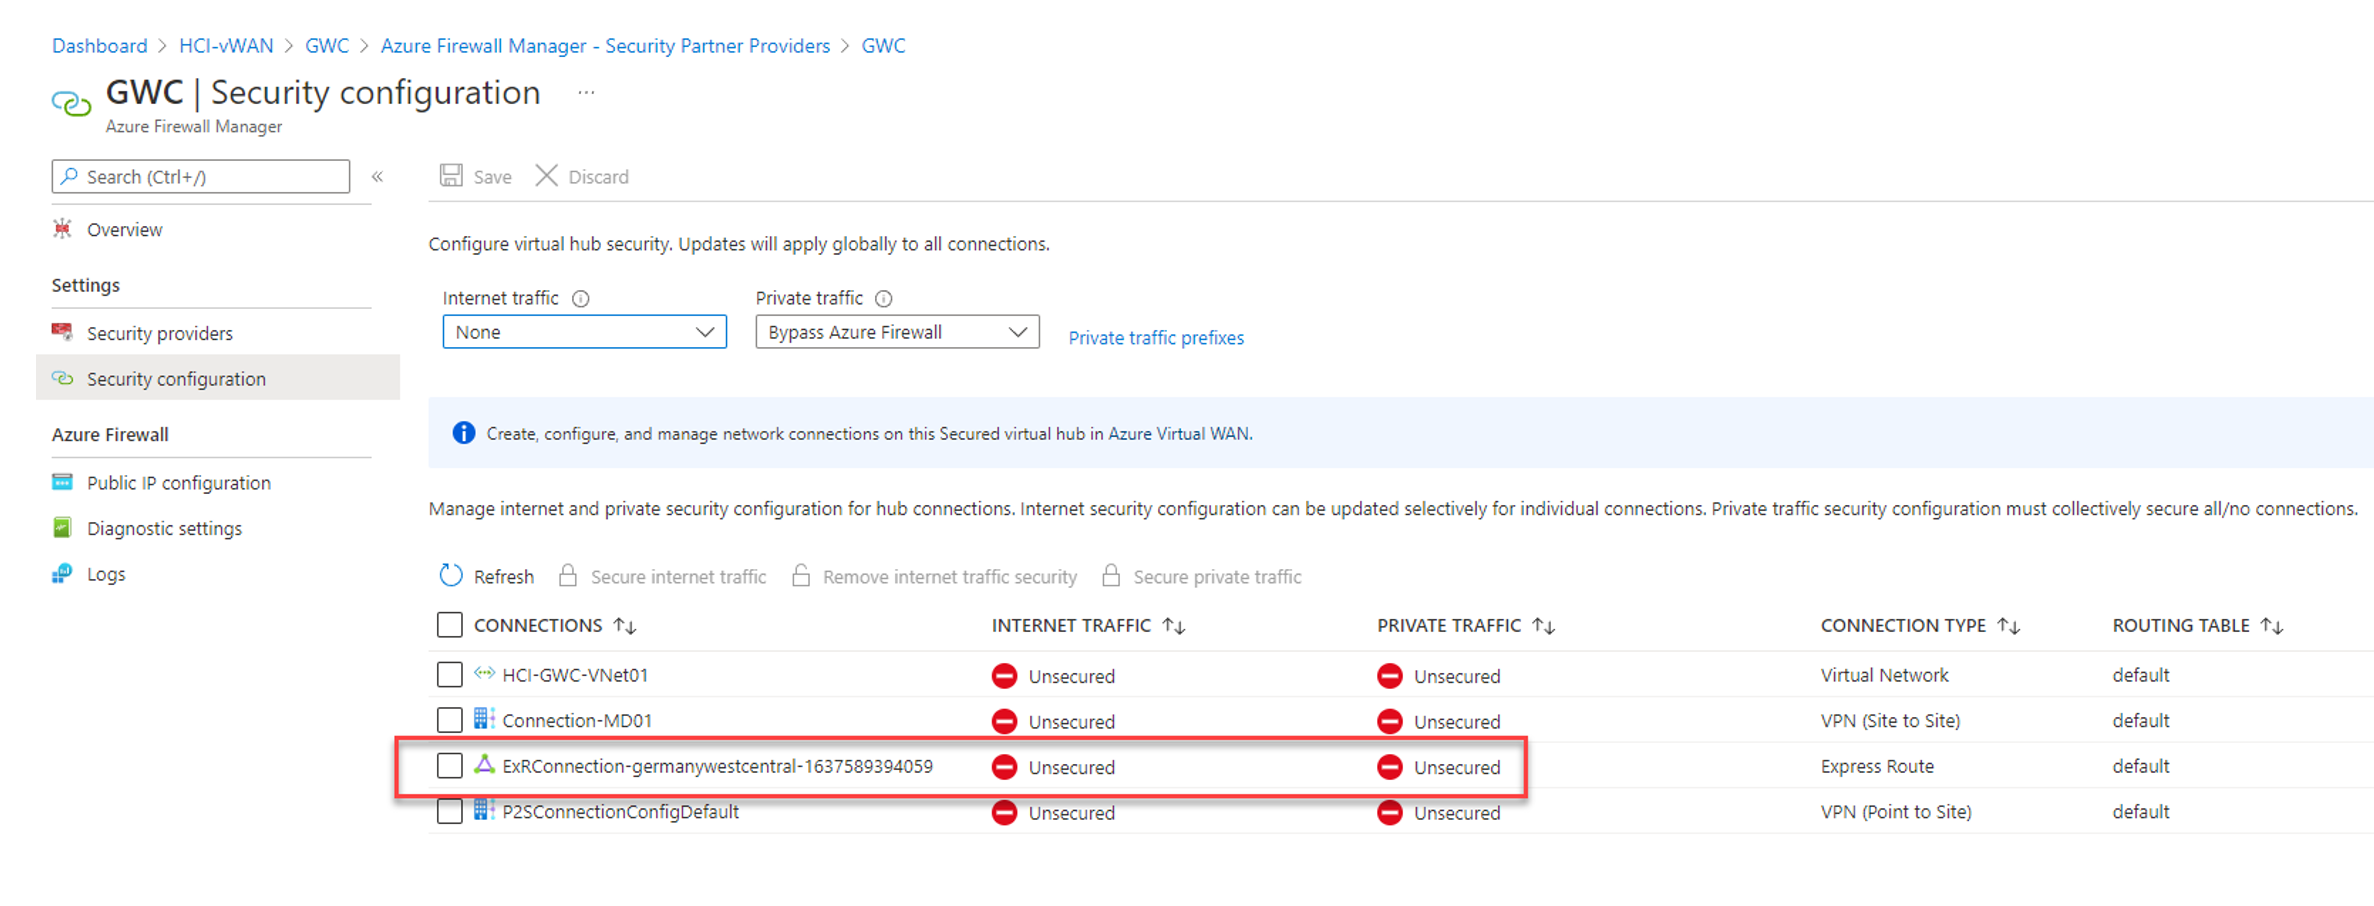 Dashboard > HCI-vWAN > GWC > Azure Firewall Manager - Security Partner Providers > GWC
GWC | Security configuration ...
Azure Firewall Manager
Search (Ctrl+/) «
Save Discard
Overview
Configure virtual hub security. Updates will apply globally to all connections.
Settings
Internet traffic Private traffic
Security providers
None Bypass Azure Firewall Private traffic prefixes
Security configuration
Azure Firewall
Create, configure, and manage network connections on this Secured virtual hub in Azure Virtual WAN.
Public IP configuration
Manage internet and private security configuration for hub connections. Internet security configuration can be updated selectively for individual connections. Private traffic security configuration must collectively secure all/no connections.
Diagnostic settings
Logs
Refresh Secure internet traffic Remove internet traffic security Secure private traffic
CONNECTIONS ↑↓ INTERNET TRAFFIC ↑↓ PRIVATE TRAFFIC ↑↓ CONNECTION TYPE ↑↓ ROUTING TABLE ↑↓
HCI-GWC-VNet01 Unsecured Unsecured Virtual Network default
Connection-MD01 Unsecured Unsecured VPN (Site to Site) default
ExRConnection-germanywestcentral-1637589394059 Unsecured Unsecured Express Route default
P2SConnectionConfigDefault Unsecured Unsecured VPN (Point to Site) default